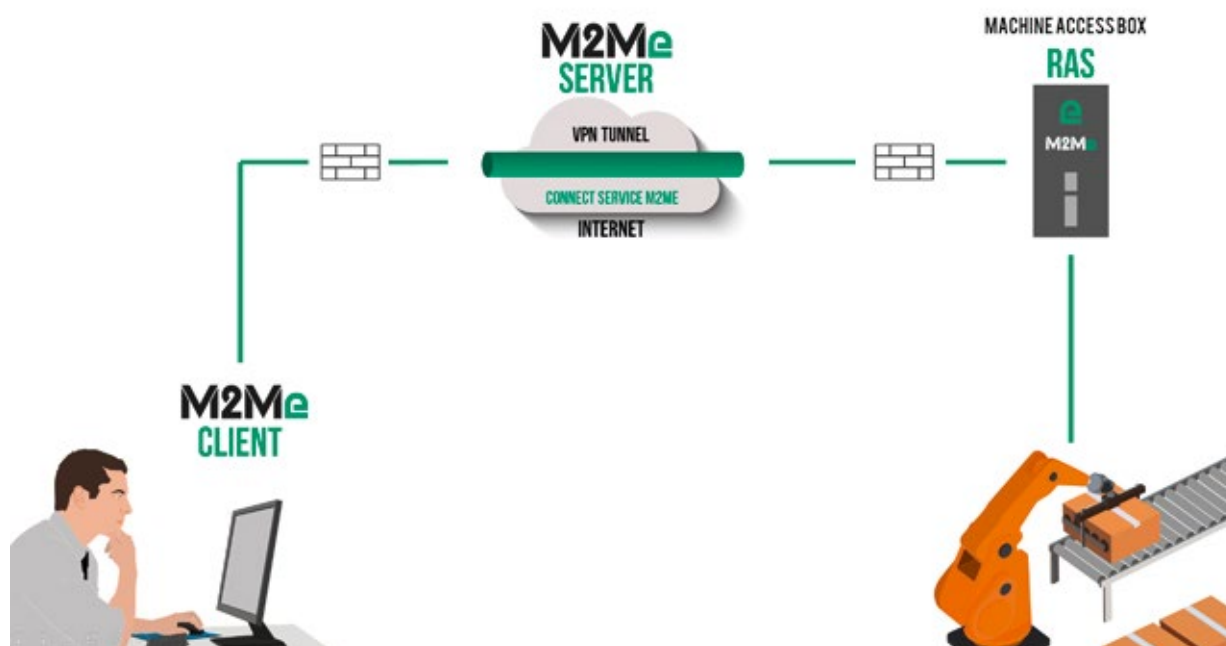 M2Me
SERVER
VPN TUNNEL
CONNECT SERVICE M2ME
INTERNET
MACHINE ACCESS BOX
RAS
e
M2Me
M2Me
CLIENT